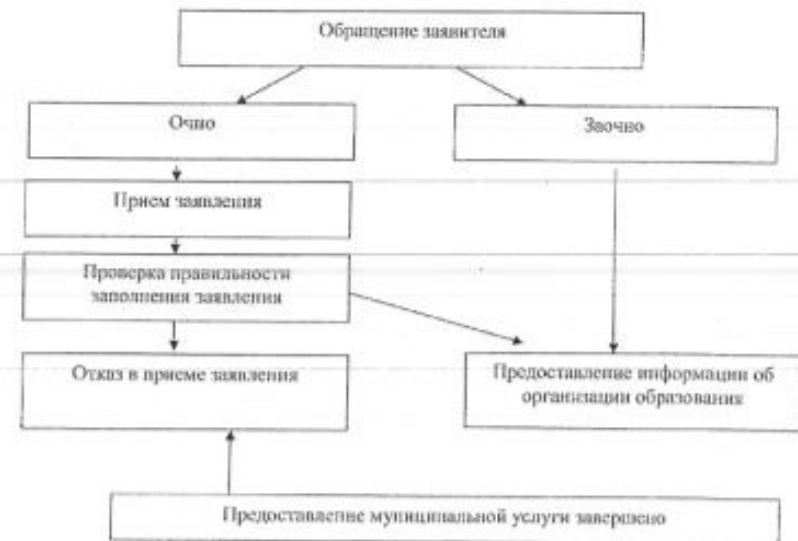 Обращение заявителя
Очно
Заочно
Прием заявления
Проверка правильности
заполнения заявления
Отказ в приеме заявления
Предоставление информации об
организации образования
Предоставление муниципальной услуги завершено